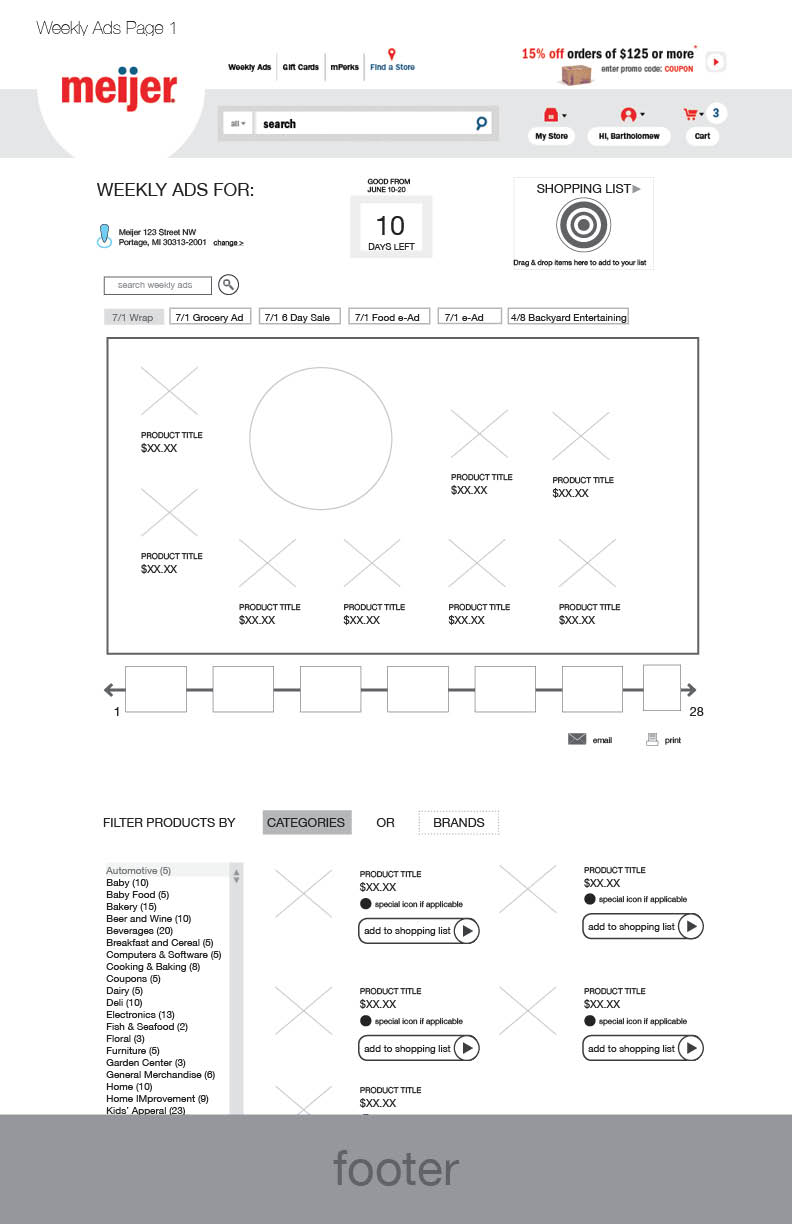 Weekly Ads Page 1
meijer
Weekly Ads
Gift Cards
mPerks
Find a Store
15% off orders of $125 or more*
enter promo code: COUPON
all
search
My Store
Hi, Bartholomew
3
Cart
WEEKLY ADS FOR:
Meijer 123 Street NW
Portage, MI 30313-2001 change >
GOOD FROM
JUNE 10-20
10
DAYS LEFT
SHOPPING LIST
Drag & drop items here to add to your list
search weekly ads
7/1 Wrap
7/1 Grocery Ad
7/1 6 Day Sale
7/1 Food e-Ad
7/1 e-Ad
4/8 Backyard Entertaining
PRODUCT TITLE
$XX.XX
PRODUCT TITLE
$XX.XX
PRODUCT TITLE
$XX.XX
PRODUCT TITLE
$XX.XX
PRODUCT TITLE
$XX.XX
PRODUCT TITLE
$XX.XX
PRODUCT TITLE
$XX.XX
PRODUCT TITLE
$XX.XX
1
28
email
print
FILTER PRODUCTS BY
CATEGORIES
OR
BRANDS
Automotive (5)
Baby (10)
Baby Food (5)
Bakery (15)
Beer and Wine (10)
Beverages (20)
Breakfast and Cereal (5)
Computers & Software (5)
Cooking & Baking (8)
Coupons (5)
Dairy (5)
Deli (10)
Electronics (13)
Fish & Seafood (2)
Floral (3)
Furniture (5)
Garden Center (3)
General Merchandise (6)
Home (10)
Home IMprovement (9)
Kids' Apperal (23)
PRODUCT TITLE
$XX.XX
special icon if applicable
add to shopping list
PRODUCT TITLE
$XX.XX
special icon if applicable
add to shopping list
PRODUCT TITLE
$XX.XX
special icon if applicable
add to shopping list
PRODUCT TITLE
$XX.XX
special icon if applicable
add to shopping list
PRODUCT TITLE
$XX.XX
footer